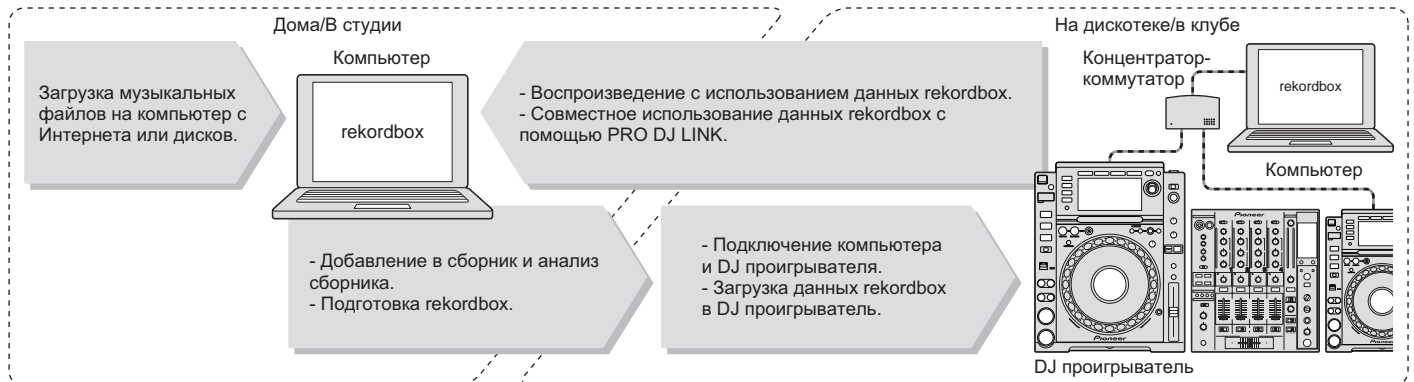 Дома/В студии
На дискотеке/в клубе
Загрузка музыкальных
файлов на компьютер с
Интернета или дисков.
Компьютер
rekordbox
- Воспроизведение с использованием данных rekordbox.
- Совместное использование данных rekordbox с
помощью PRO DJ LINK.
Концентратор-
коммутатор
rekordbox
Компьютер
- Добавление в сборник и анализ
сборника.
- Подготовка rekordbox.
- Подключение компьютера
и DJ проигрывателя.
- Загрузка данных rekordbox
в DJ проигрыватель.
Pioneer
Pioneer
DJ проигрыватель